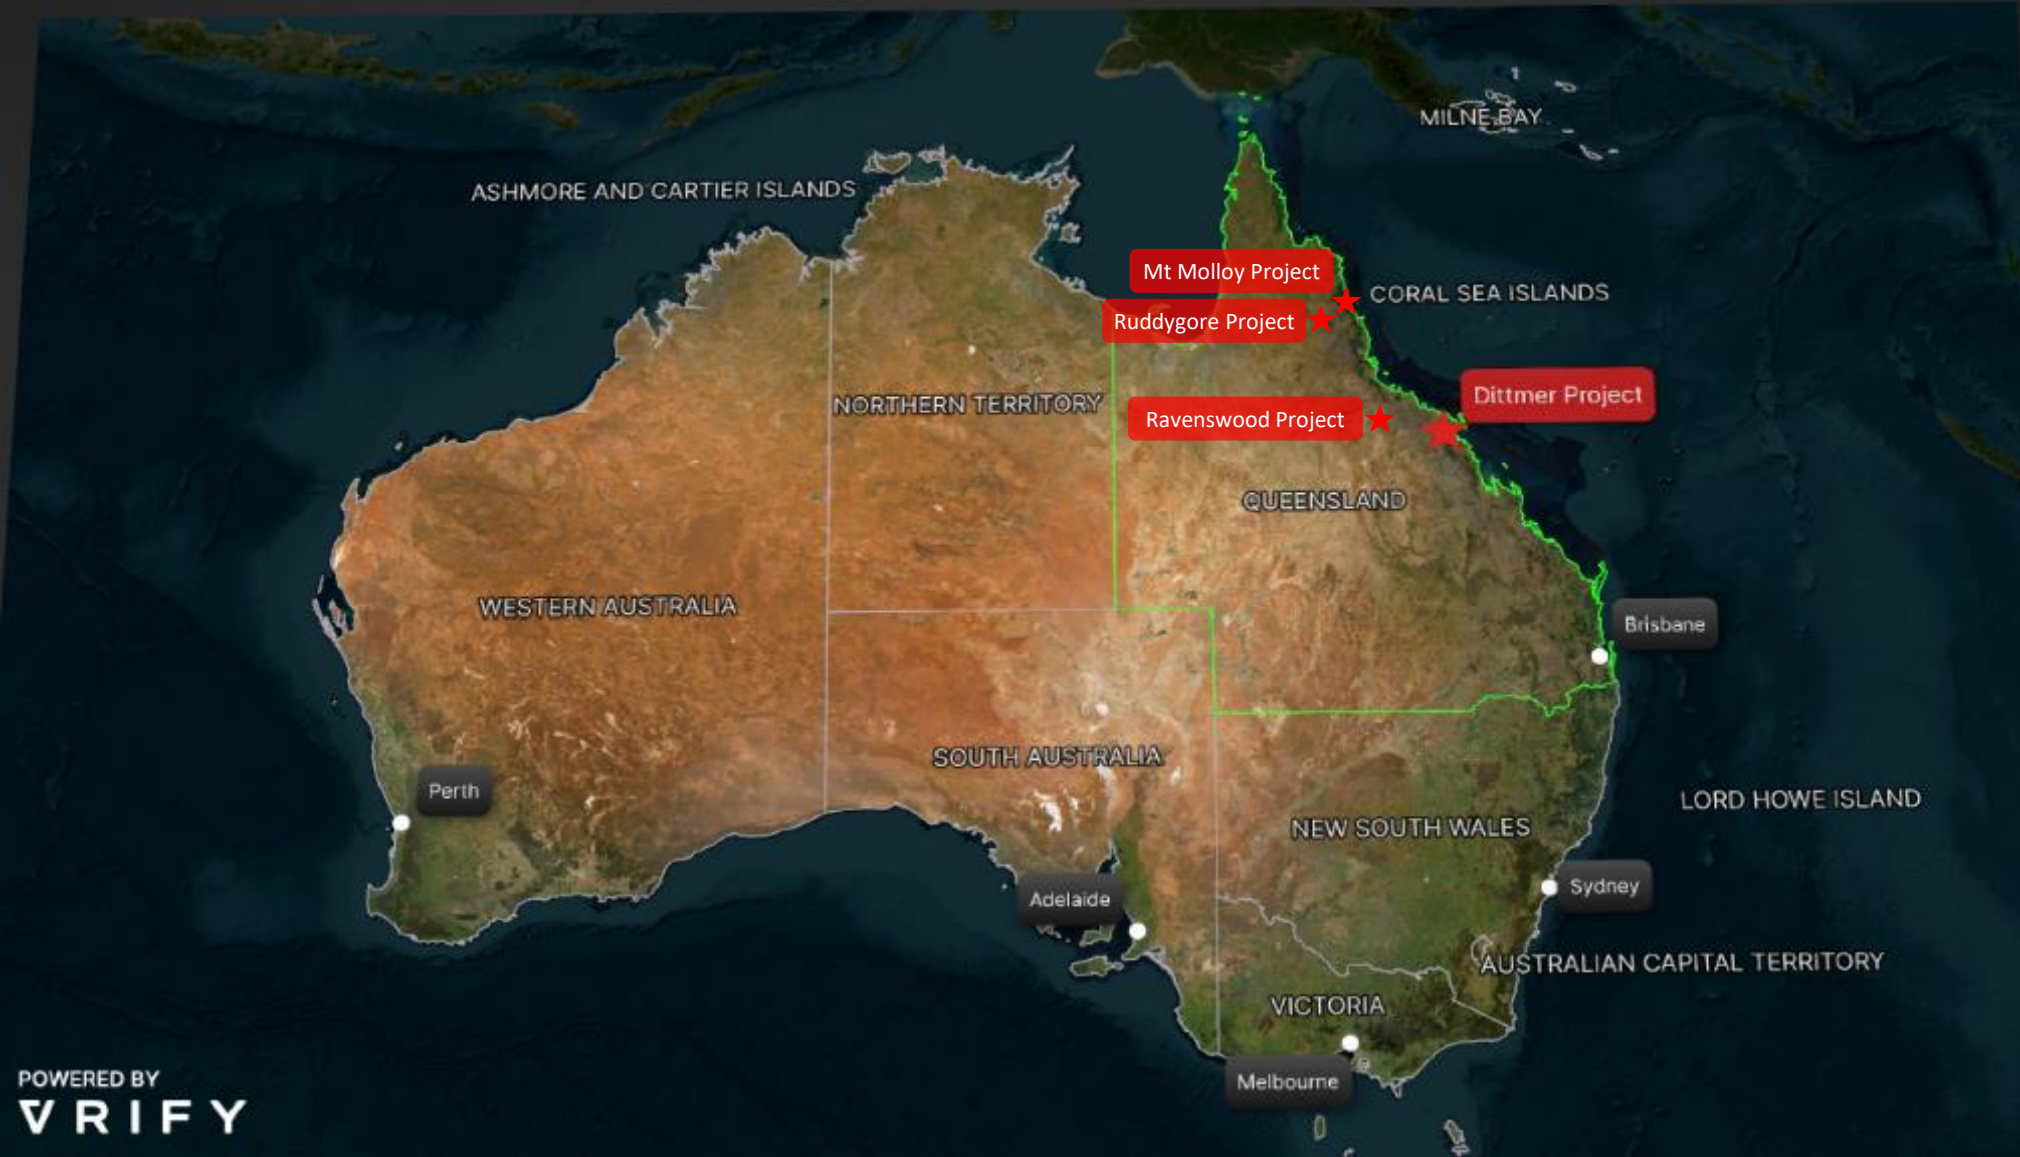 MILNE BAY
ASHMORE AND CARTIER ISLANDS
Mt Molloy Project
CORAL SEA ISLANDS
Ruddygore Project
Dittmer Project
NORTHERN TERRITORY
Ravenswood Project
QUEENSLAND
WESTERN AUSTRALIA
Brisbane
SOUTH AUSTRALIA
Perth
LORD HOWE ISLAND
NEW SOUTH WALES
Sydney
Adelaide
AUSTRALIAN CAPITAL TERRITORY
VICTORIA
POWERED BY
VRIFY
Melbourne